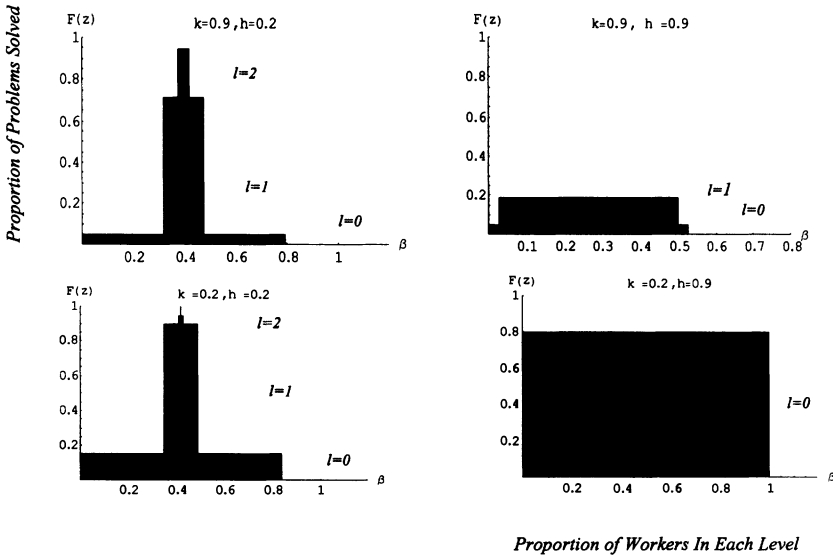 Proportion of Problems Solved
F(z)
k=0.9,h=0.2
1
0.8
0.6
0.4
0.2
l=2
l=1
l=0
0.2 0.4 0.6 0.8 1 β
F(z)
k=0.9, h =0.9
1
0.8
0.6
0.4
0.2
l=1
l=0
0.1 0.2 0.3 0.4 0.5 0.6 0.7 0.8 β
F(z)
k =0.2,h =0.2
1
0.8
0.6
0.4
0.2
l=2
l=1
l=0
0.2 0.4 0.6 0.8 1 β
F(z)
k =0.2,h=0.9
1
0.8
0.6
0.4
0.2
l=0
0.2 0.4 0.6 0.8 1 β
Proportion of Workers In Each Level